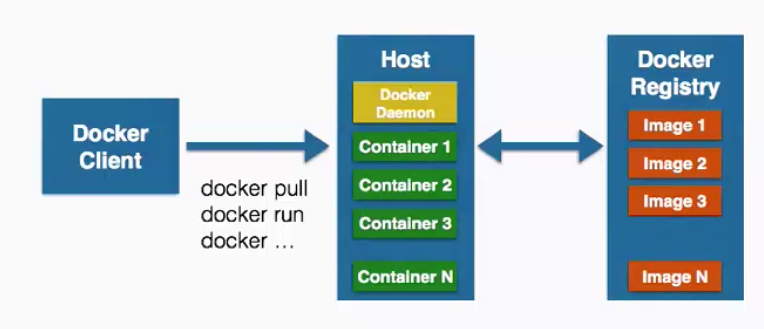 Docker
Client
docker pull
docker run
docker ...
Host
Docker
Daemon
Container 1
Container 2
Container 3
Container N
Docker
Registry
Image 1
Image 2
Image 3
Image N